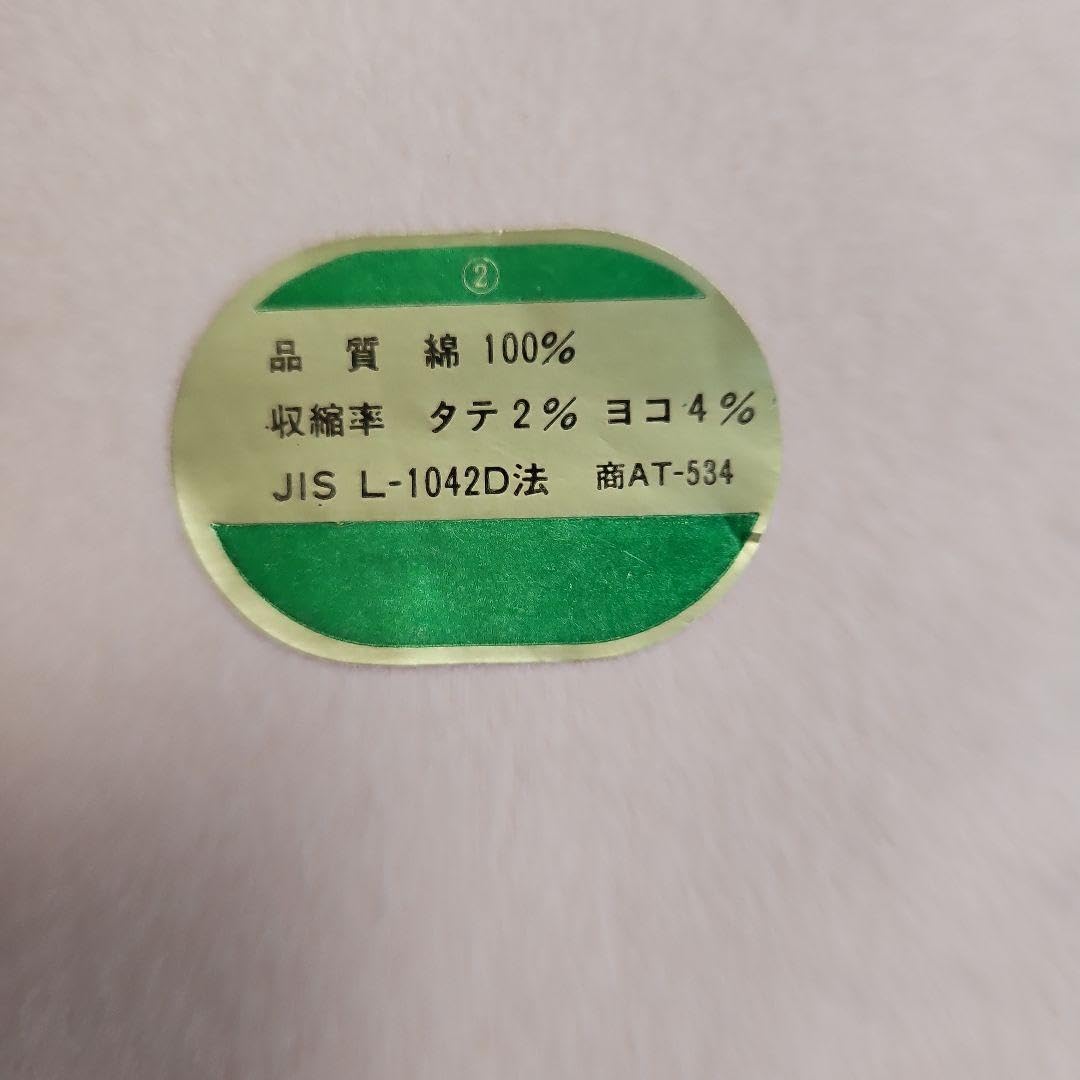 ②
品 質 綿 100%
収縮率 タテ2% ヨコ4%
JIS L-1042D法 商AT-534